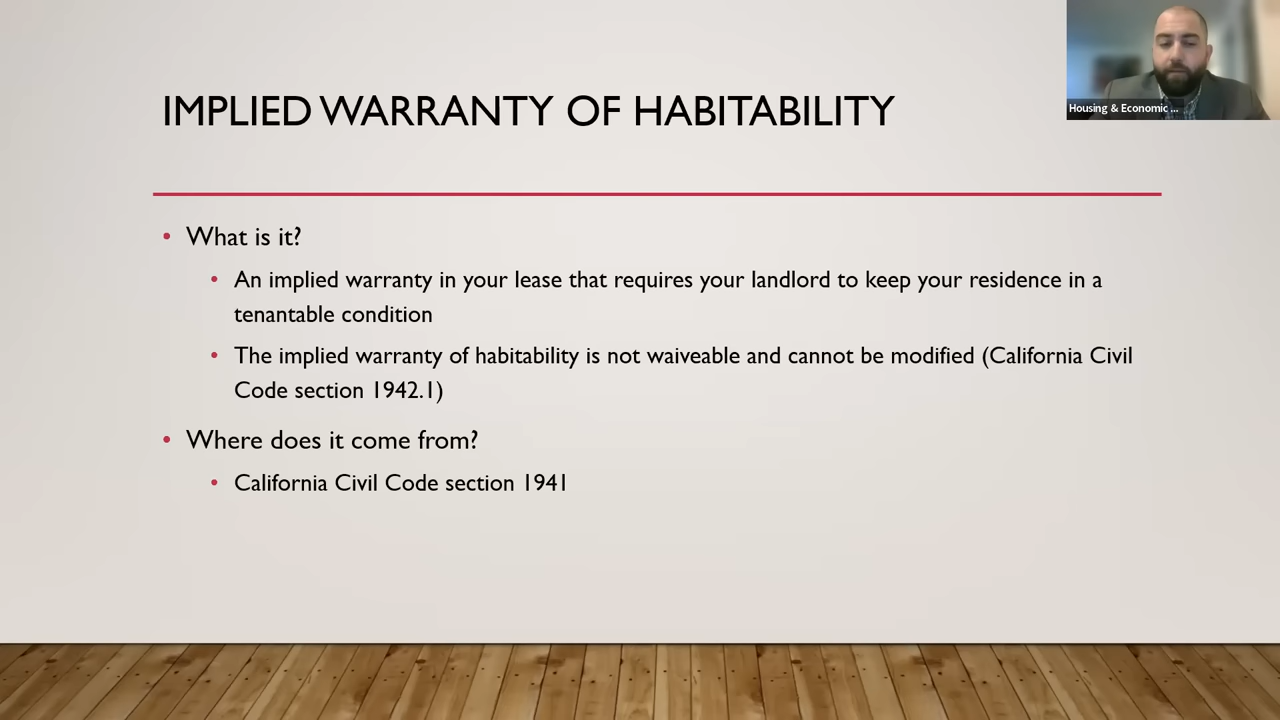 IMPLIED WARRANTY OF HABITABILITY
Housing & Economic ...
• What is it?
• An implied warranty in your lease that requires your landlord to keep your residence in a
tenantable condition
• The implied warranty of habitability is not waiveable and cannot be modified (California Civil
Code section 1942.1)
• Where does it come from?
• California Civil Code section 1941